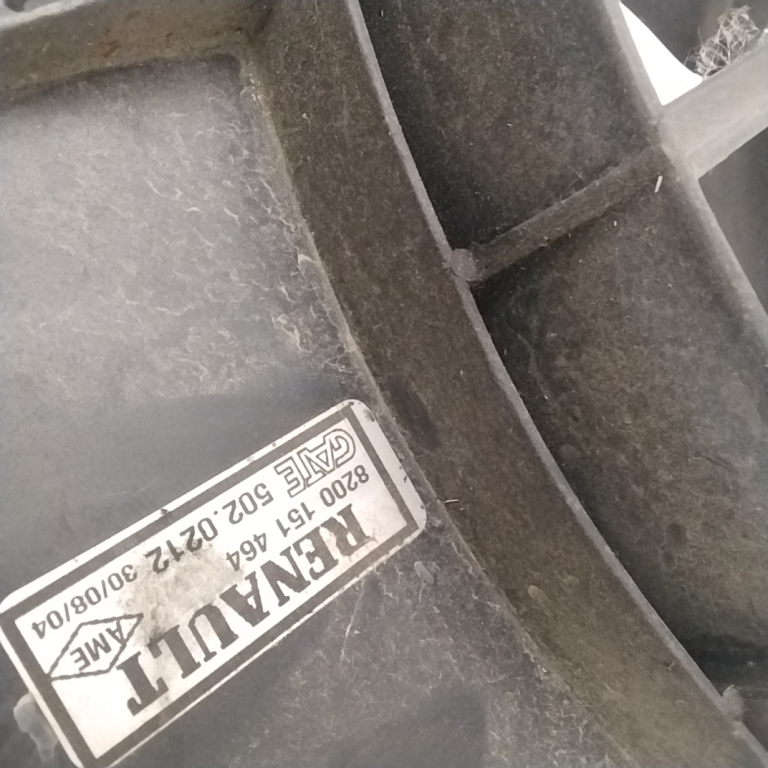 RENAULT AME
8200 151 464
GATE 502.0212 30/08/04